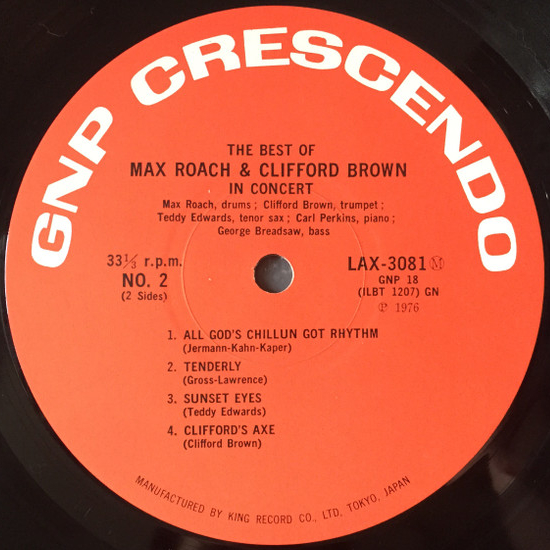 GNP CRESCENDO
THE BEST OF
MAX ROACH & CLIFFORD BROWN
IN CONCERT
Max Roach, drums ; Clifford Brown, trumpet ;
Teddy Edwards, tenor sax ; Carl Perkins, piano ;
George Breadsaw, bass
33⅓ r.p.m.
NO. 2
(2 Sides)
LAX-3081 Ⓜ
GNP 18
(ILBT 1207) GN
℗ 1976
1. ALL GOD'S CHILLUN GOT RHYTHM
(Jermann-Kahn-Kaper)
2. TENDERLY
(Gross-Lawrence)
3. SUNSET EYES
(Teddy Edwards)
4. CLIFFORD'S AXE
(Clifford Brown)
MANUFACTURED BY KING RECORD CO., LTD. TOKYO, JAPAN